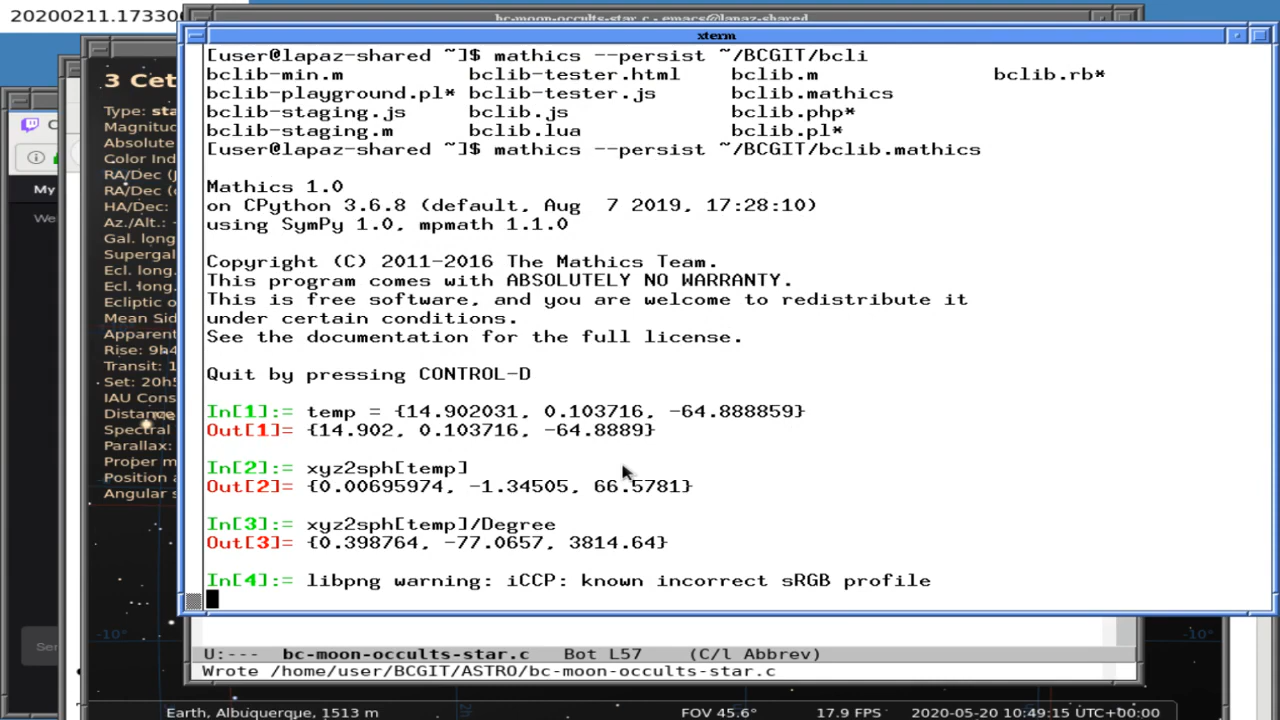 20200211.17330
bc-moon-occults-star.c - emacs@lapaz-shared
xterm
[user@lapaz-shared ~]$ mathics --persist ~/BCGIT/bcli
bclib-min.m bclib-tester.html bclib.m bclib.rb*
bclib-playground.pl* bclib-tester.js bclib.mathics
bclib-staging.js bclib.js bclib.php*
bclib-staging.m bclib.lua bclib.pl*
[user@lapaz-shared ~]$ mathics --persist ~/BCGIT/bclib.mathics
Mathics 1.0
on CPython 3.6.8 (default, Aug 7 2019, 17:28:10)
using SymPy 1.0, mpmath 1.1.0
Copyright (C) 2011-2016 The Mathics Team.
This program comes with ABSOLUTELY NO WARRANTY.
This is free software, and you are welcome to redistribute it
under certain conditions.
See the documentation for the full license.
Quit by pressing CONTROL-D
In[1]:= temp = {14.902031, 0.103716, -64.888859}
Out[1]= {14.902, 0.103716, -64.8889}
In[2]:= xyz2sph[temp]
Out[2]= {0.00695974, -1.34505, 66.5781}
In[3]:= xyz2sph[temp]/Degree
Out[3]= {0.398764, -77.0657, 3814.64}
In[4]:= libpng warning: iCCP: known incorrect sRGB profile
3 Cet
Type: sta
Magnitud
Absolute
Color Ind
RA/Dec (J
RA/Dec (o
HA/Dec:
Az./Alt.: -
Gal. long
Supergal
Ecl. long.
Ecl. long.
Ecliptic o
Mean Sid
Apparent
Rise: 9h4
Transit: 1
Set: 20h5
IAU Cons
Distance
Spectral
Parallax:
Proper m
Position a
Angular s
My
We
Ser
-10°
-10°
U:--- bc-moon-occults-star.c Bot L57 (C/l Abbrev)
Wrote /home/user/BCGIT/ASTRO/bc-moon-occults-star.c
Earth, Albuquerque, 1513 m FOV 45.6° 17.9 FPS 2020-05-20 10:49:15 UTC+00:00